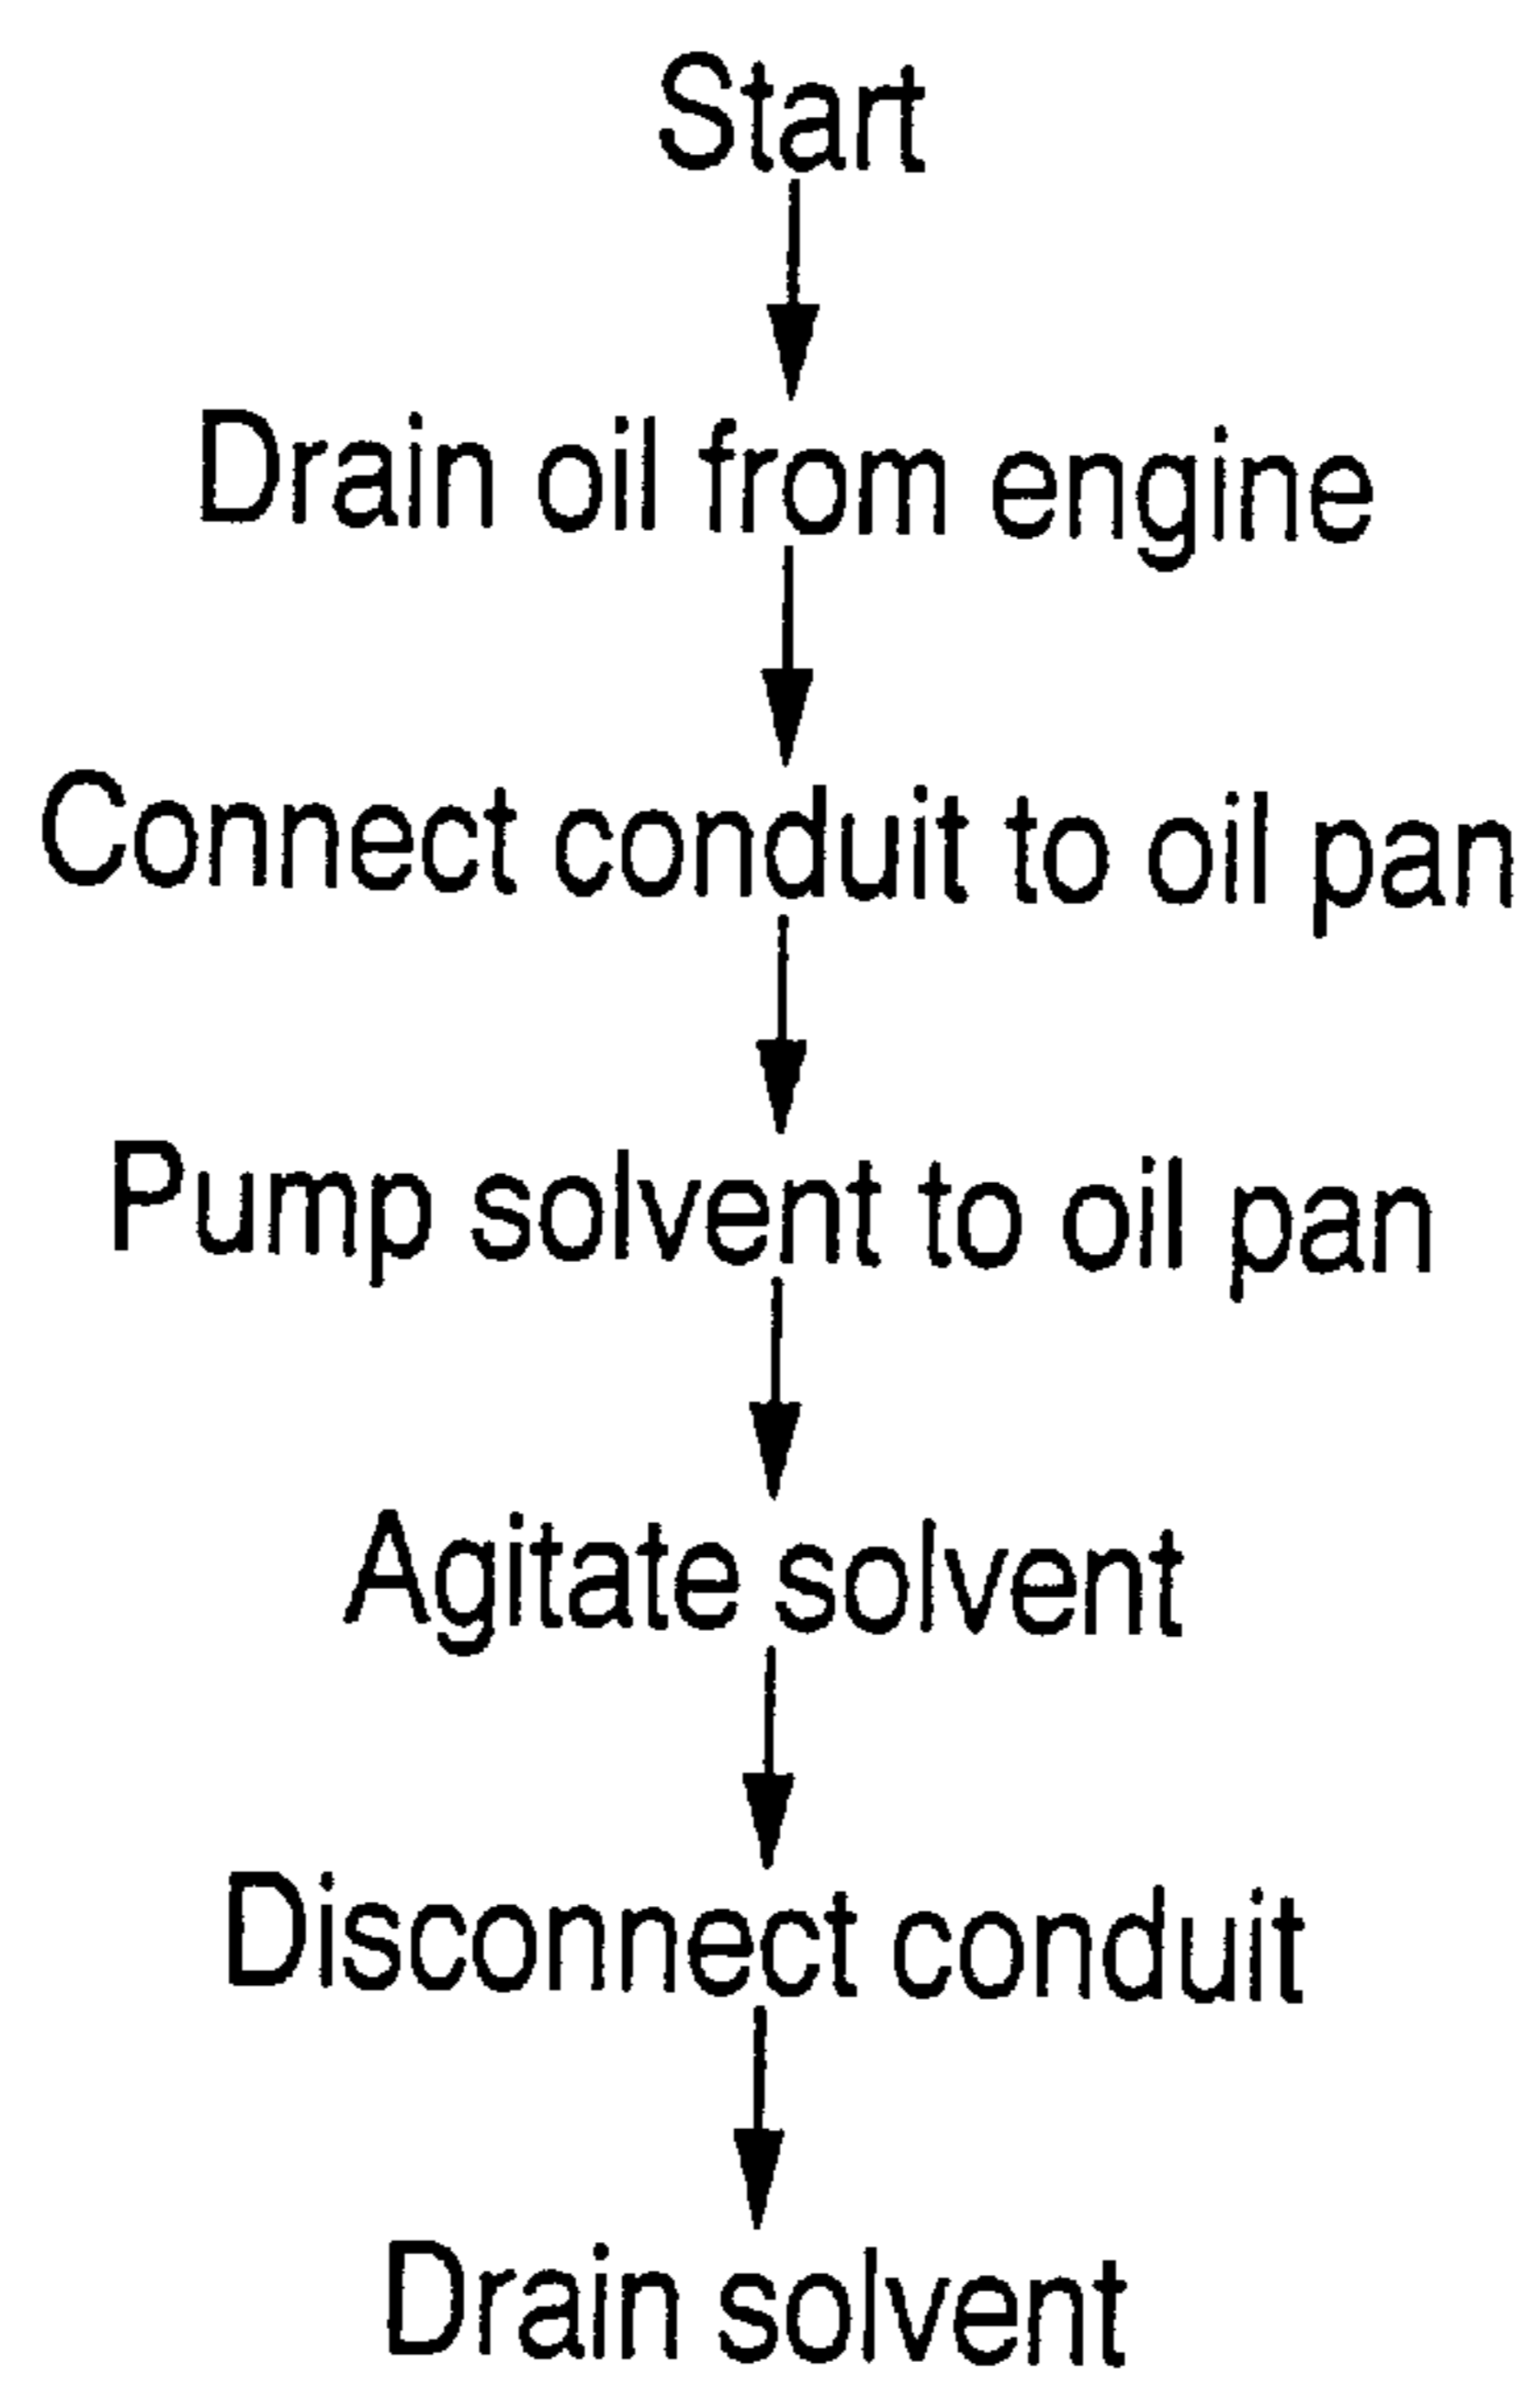 Start
Drain oil from engine
Connect conduit to oil pan
Pump solvent to oil pan
Agitate solvent
Disconnect conduit
Drain solvent